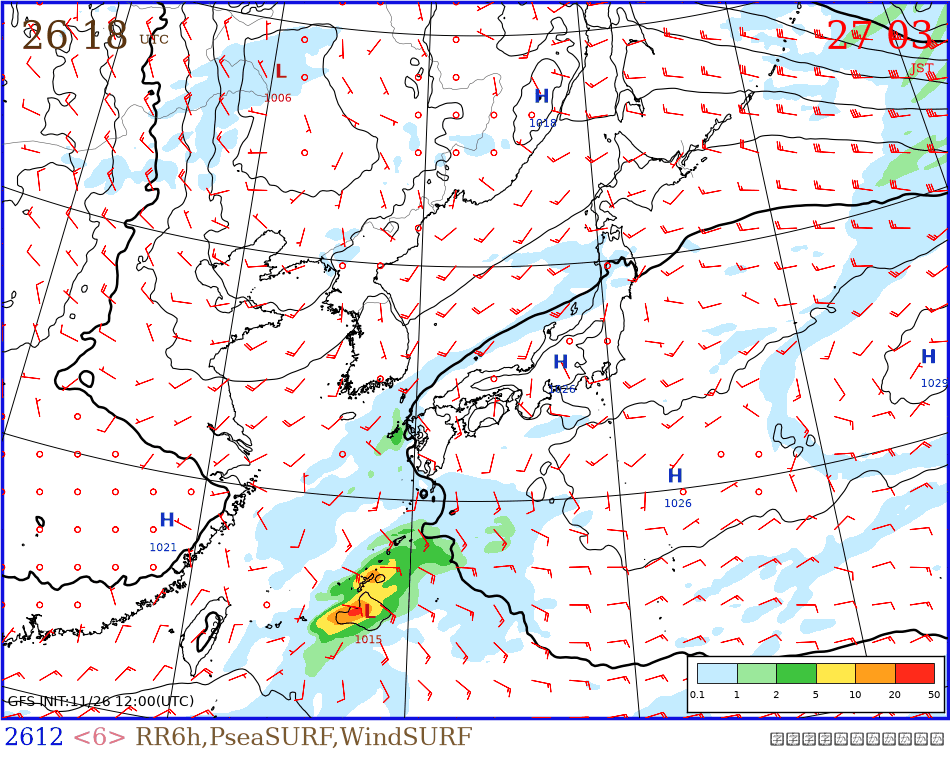 26 18 UTC
27 03
JST
L
1006
H
1018
H
1029
H
H
1026
H
1021
L
1015
0.1 1 2 5 10 20 50
GFS INIT:11/26 12:00(UTC)
2612 <6> RR6h,PseaSURF,WindSURF